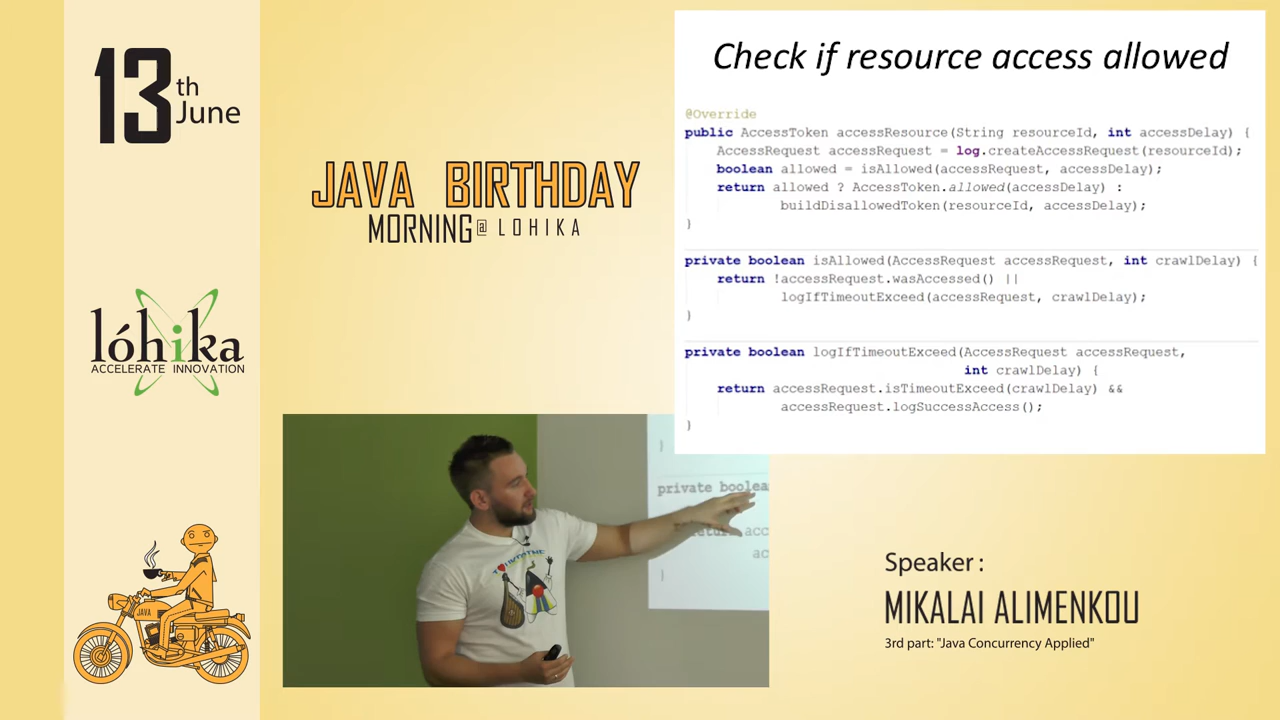 13th June
JAVA BIRTHDAY
MORNING@LOHIKA
lóhika
ACCELERATE INNOVATION
JAVA
Check if resource access allowed
@Override
public AccessToken accessResource(String resourceId, int accessDelay) {
AccessRequest accessRequest = log.createAccessRequest(resourceId);
boolean allowed = isAllowed(accessRequest, accessDelay);
return allowed ? AccessToken.allowed(accessDelay) :
buildDisallowedToken(resourceId, accessDelay);
}
private boolean isAllowed(AccessRequest accessRequest, int crawlDelay) {
return !accessRequest.wasAccessed() ||
logIfTimeoutExceed(accessRequest, crawlDelay);
}
private boolean logIfTimeoutExceed(AccessRequest accessRequest,
int crawlDelay) {
return accessRequest.isTimeoutExceed(crawlDelay) &&
accessRequest.logSuccessAccess();
}
}
private boolea
return acc
ac
}
Speaker :
MIKALAI ALIMENKOU
3rd part: "Java Concurrency Applied"